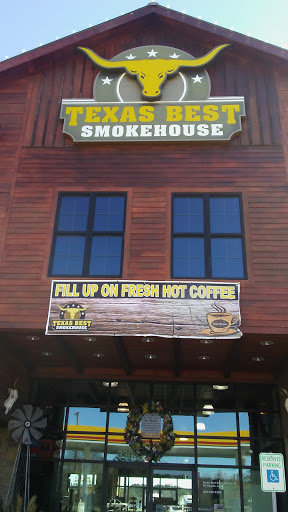 TEXAS BEST
SMOKEHOUSE
FILL UP ON FRESH HOT COFFEE
TEXAS BEST
SMOKEHOUSE
RESERVED
PARKING